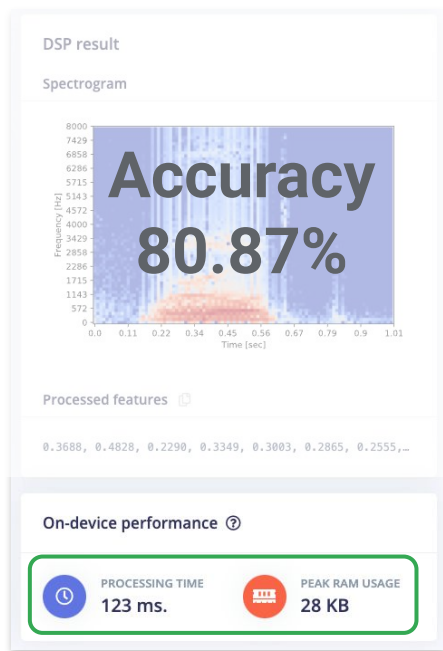 DSP result
Spectrogram
Accuracy
80.87%
8000
7429
6858
6286
5715
5143
4572
4000
3429
2858
2286
1715
1143
572
0
Frequency [Hz]
0.0 0.11 0.22 0.34 0.45 0.56 0.67 0.79 0.9 1.01
Time [sec]
Processed features
0.3688, 0.4828, 0.2290, 0.3349, 0.3003, 0.2865, 0.2555,…
On-device performance ?
PROCESSING TIME
123 ms.
PEAK RAM USAGE
28 KB